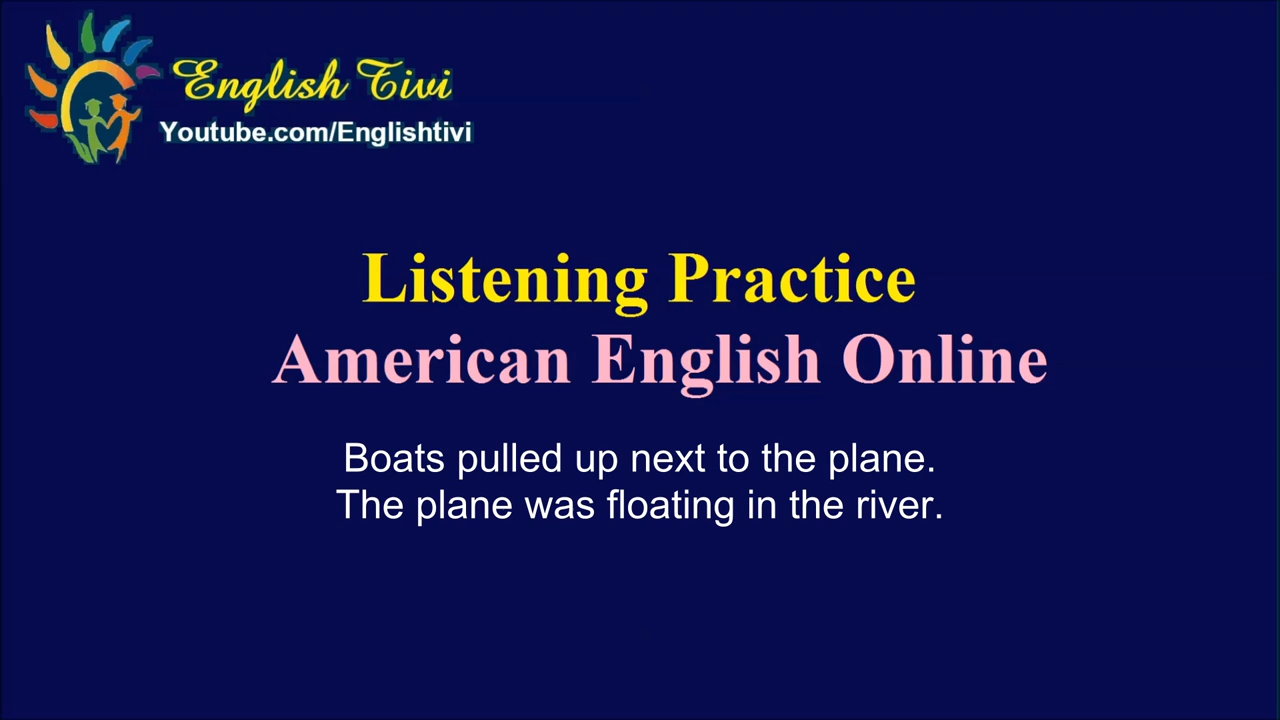 English Tivi
Youtube.com/Englishtivi
Listening Practice
American English Online
Boats pulled up next to the plane.
The plane was floating in the river.